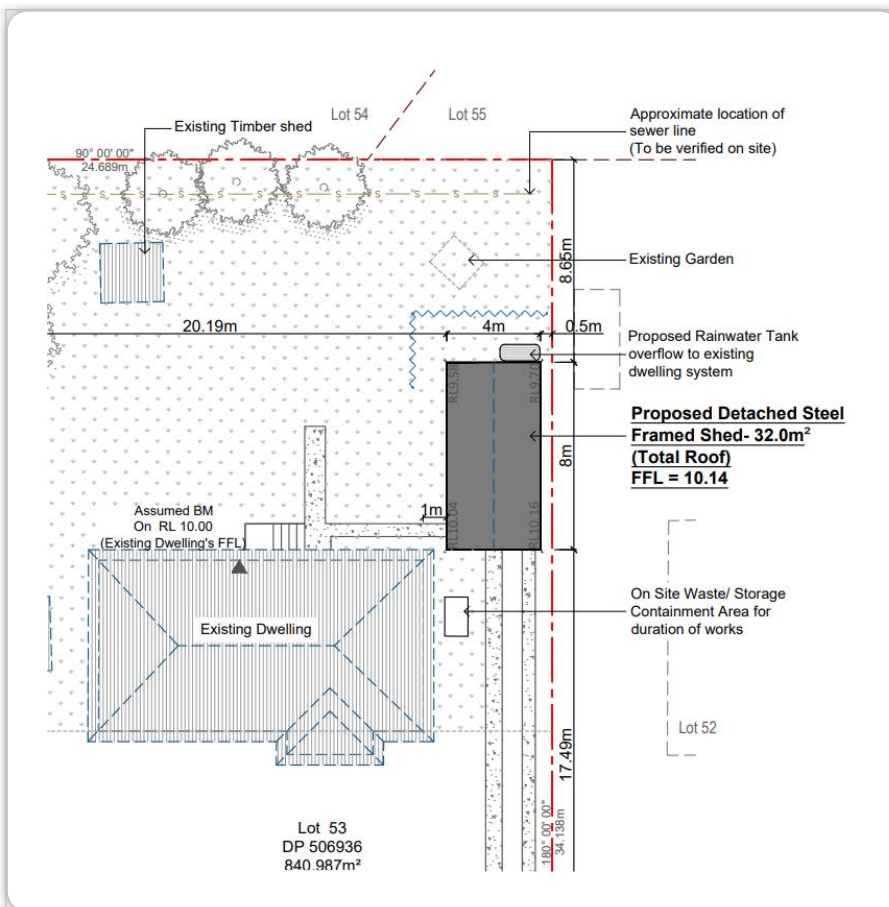 Lot 54
Lot 55
Existing Timber shed
Approximate location of
sewer line
(To be verified on site)
90° 00' 00"
24.689m
S S S S S S S S S S S
Existing Garden
8.65m
20.19m
4m
0.5m
Proposed Rainwater Tank
overflow to existing
dwelling system
RL9.58
RL9.70
Proposed Detached Steel
Framed Shed- 32.0m²
(Total Roof)
FFL = 10.14
8m
1m
Assumed BM
On RL 10.00
(Existing Dwelling's FFL)
RL10.04
RL10.16
On Site Waste/ Storage
Containment Area for
duration of works
Existing Dwelling
Lot 52
17.49m
180° 00' 00"
34.138m
Lot 53
DP 506936
840.987m²